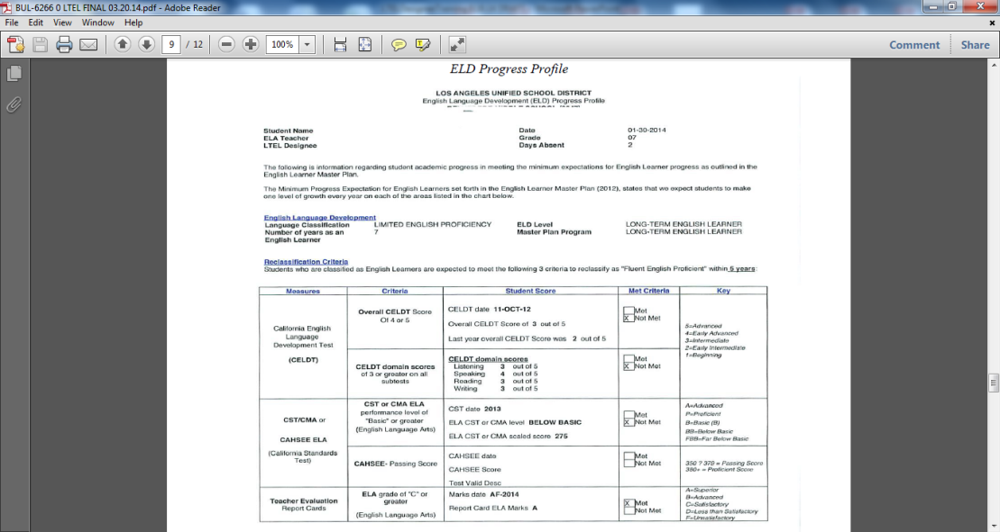 BUL-6266 0 LTEL FINAL 03.20.14.pdf - Adobe Reader
File Edit View Window Help
9 / 12 100% Comment Share
ELD Progress Profile
LOS ANGELES UNIFIED SCHOOL DISTRICT
English Language Development (ELD) Progress Profile
Student Name Date 01-30-2014
ELA Teacher Grade 07
LTEL Designee Days Absent 2
The following is information regarding student academic progress in meeting the minimum expectations for English Learner progress as outlined in the
English Learner Master Plan.
The Minimum Progress Expectation for English Learners set forth in the English Learner Master Plan (2012), states that we expect students to make
one level of growth every year on each of the areas listed in the chart below.
English Language Development
Language Classification LIMITED ENGLISH PROFICIENCY ELD Level LONG-TERM ENGLISH LEARNER
Number of years as an 7 Master Plan Program LONG-TERM ENGLISH LEARNER
English Learner
Reclassification Criteria
Students who are classified as English Learners are expected to meet the following 3 criteria to reclassify as "Fluent English Proficient" within 5 years:
Measures Criteria Student Score Met Criteria Key
California English
Language
Development Test
(CELDT)
Overall CELDT Score
Of 4 or 5
CELDT date 11-OCT-12
Overall CELDT Score of 3 out of 5
Last year overall CELDT Score was 2 out of 5
Met
X Not Met
5=Advanced
4=Early Advanced
3=Intermediate
2=Early Intermediate
1=Beginning
CELDT domain scores
of 3 or greater on all
subtests
CELDT domain scores
Listening 3 out of 5
Speaking 4 out of 5
Reading 3 out of 5
Writing 3 out of 5
Met
X Not Met
CST/CMA or
CAHSEE ELA
(California Standards
Test)
CST or CMA ELA
performance level of
"Basic" or greater
(English Language Arts)
CST date 2013
ELA CST or CMA level BELOW BASIC
ELA CST or CMA scaled score 275
Met
X Not Met
A=Advanced
P=Proficient
B=Basic (B)
BB=Below Basic
FBB=Far Below Basic
CAHSEE- Passing Score
CAHSEE date
CAHSEE Score
Test Valid Desc
Met
Not Met
350 ? 378 = Passing Score
380+ = Proficient Score
Teacher Evaluation
Report Cards
ELA grade of "C" or
greater
(English Language Arts)
Marks date AF-2014
Report Card ELA Marks A
X Met
Not Met
A=Superior
B=Advanced
C=Satisfactory
D=Less than Satisfactory
F=Unsatisfactory